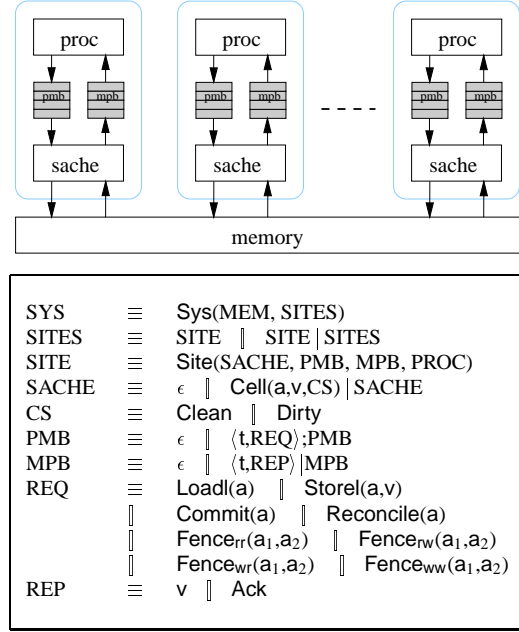 proc proc proc
pmb mpb pmb mpb pmb mpb
sache sache sache
memory
SYS ≡ Sys(MEM, SITES)
SITES ≡ SITE ▯ SITE | SITES
SITE ≡ Site(SACHE, PMB, MPB, PROC)
SACHE ≡ ϵ ▯ Cell(a,v,CS) | SACHE
CS ≡ Clean ▯ Dirty
PMB ≡ ϵ ▯ ⟨t,REQ⟩;PMB
MPB ≡ ϵ ▯ ⟨t,REP⟩|MPB
REQ ≡ Loadl(a) ▯ Storel(a,v)
▯ Commit(a) ▯ Reconcile(a)
▯ Fencerr(a₁,a₂) ▯ Fencerw(a₁,a₂)
▯ Fencewr(a₁,a₂) ▯ Fenceww(a₁,a₂)
REP ≡ v ▯ Ack